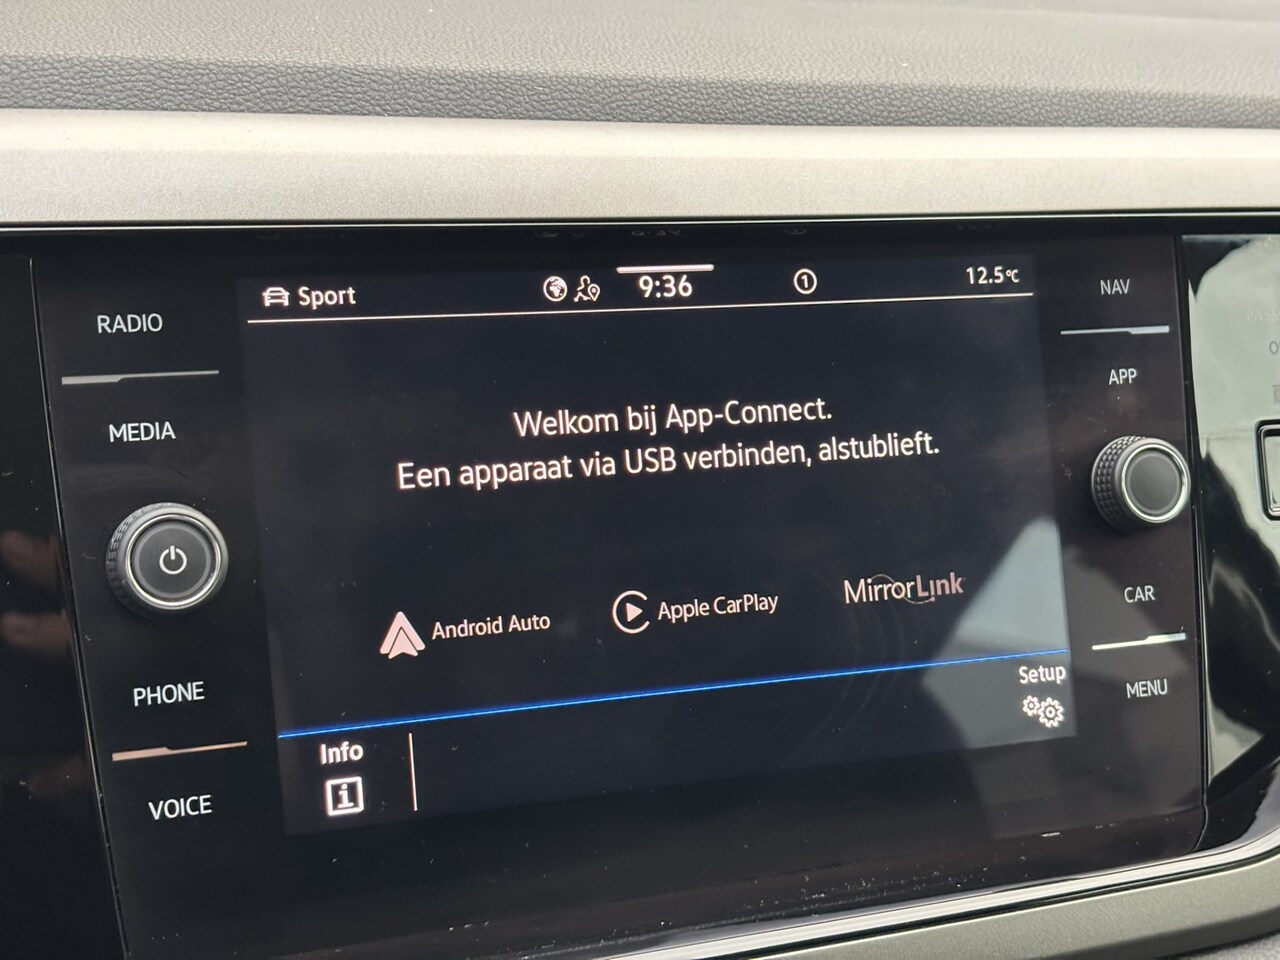 RADIO
MEDIA
PHONE
VOICE
Sport
9:36
1
12.5°C
Welkom bij App-Connect.
Een apparaat via USB verbinden, alstublieft.
Android Auto
Apple CarPlay
MirrorLink
Setup
Info
i
NAV
APP
CAR
MENU